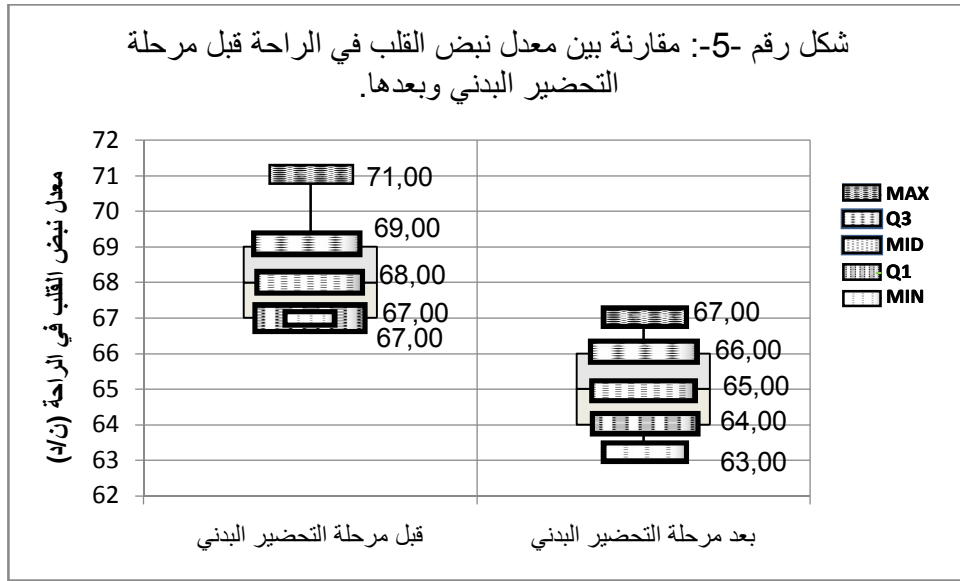 شكل رقم -5-: مقارنة بين معدل نبض القلب في الراحة قبل مرحلة
التحضير البدني وبعدها.
معدل نبض القلب في الراحة (ن/د)
72
71
70
69
68
67
66
65
64
63
62
71,00
69,00
68,00
67,00
67,00
67,00
66,00
65,00
64,00
63,00
قبل مرحلة التحضير البدني
بعد مرحلة التحضير البدني
MAX
Q3
MID
Q1
MIN